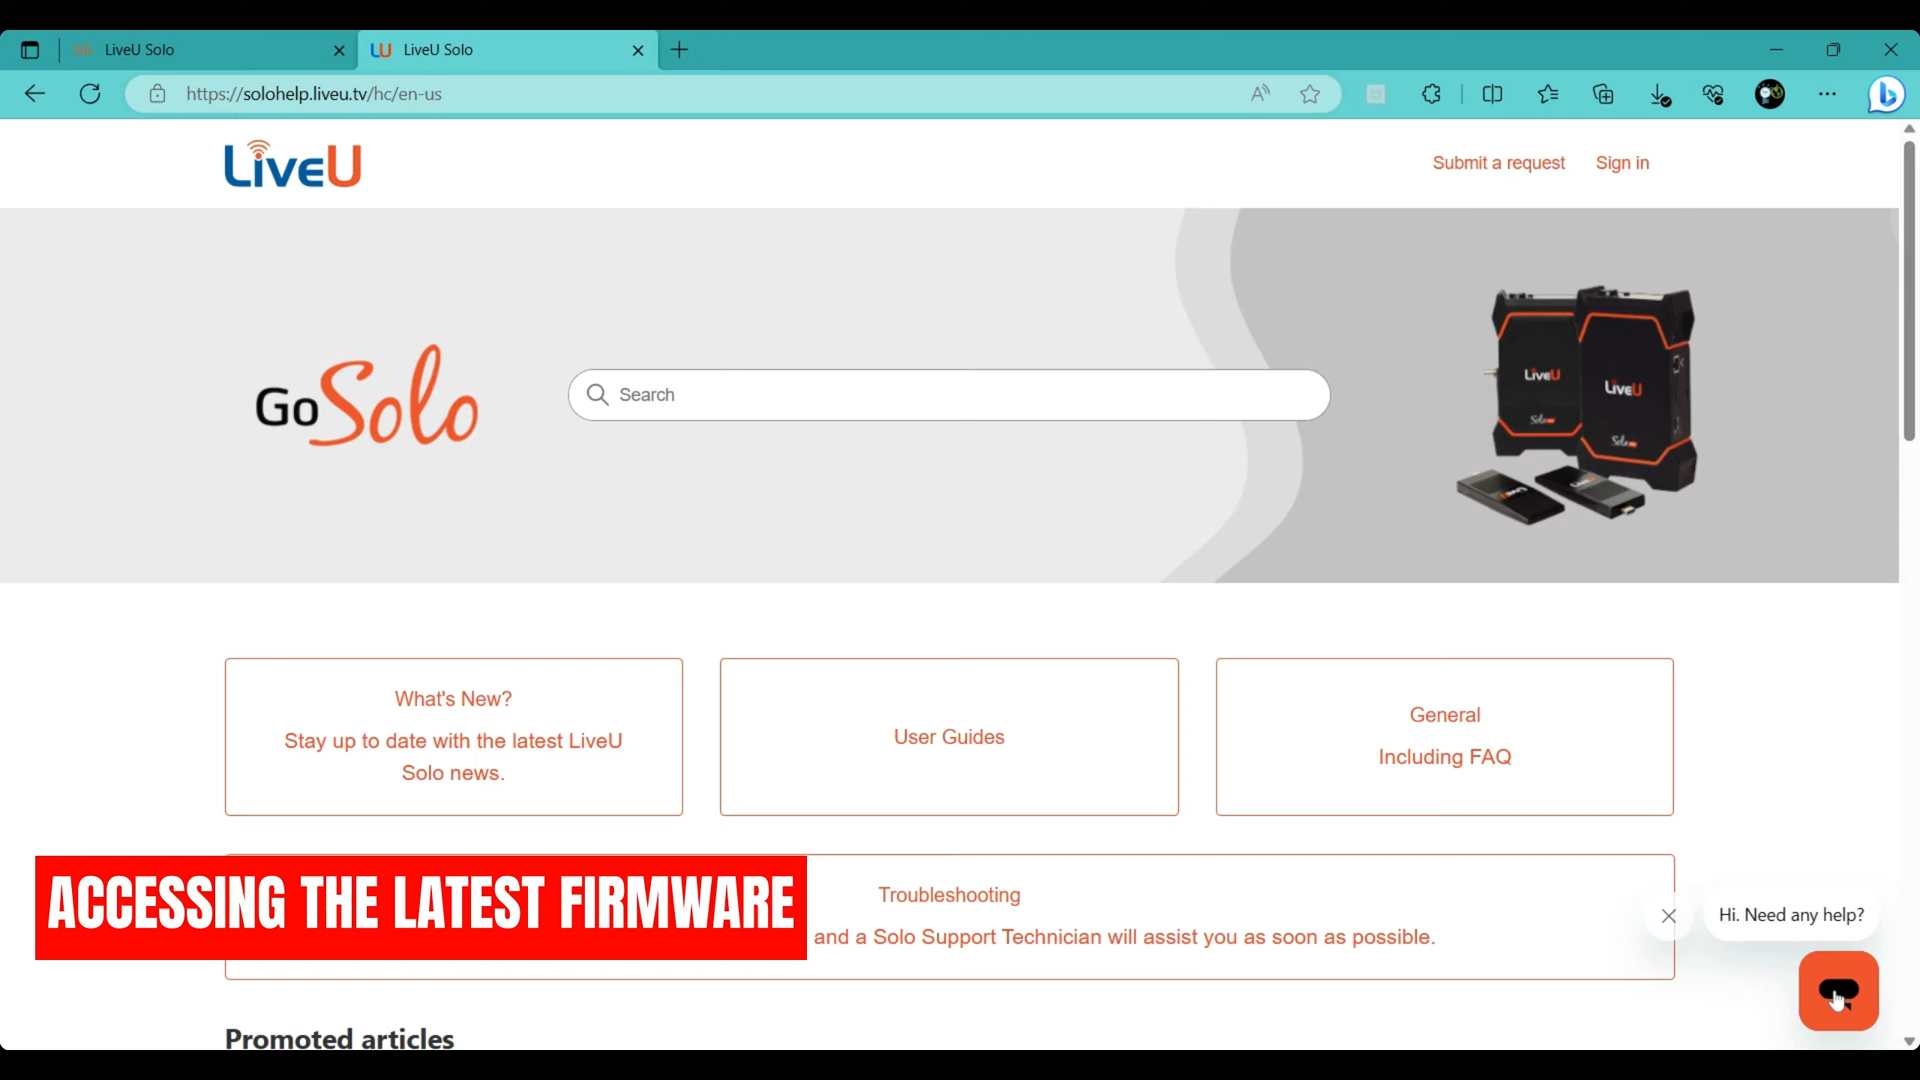 LiveU Solo
LiveU Solo
https://solohelp.liveu.tv/hc/en-us
LiveU
Submit a request
Sign in
Go Solo
Search
LiveU
LiveU
Solo
Solo
What's New?
Stay up to date with the latest LiveU
Solo news.
User Guides
General
Including FAQ
ACCESSING THE LATEST FIRMWARE
Troubleshooting
and a Solo Support Technician will assist you as soon as possible.
Hi. Need any help?
Promoted articles